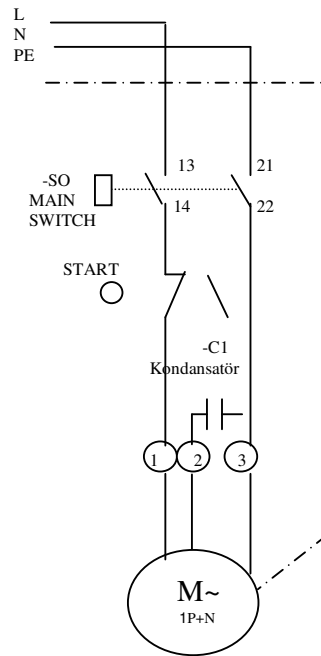 L
N
PE
13
21
-SO
MAIN
SWITCH
14
22
START
-C1
Kondansatör
1
2
3
M~
1P+N